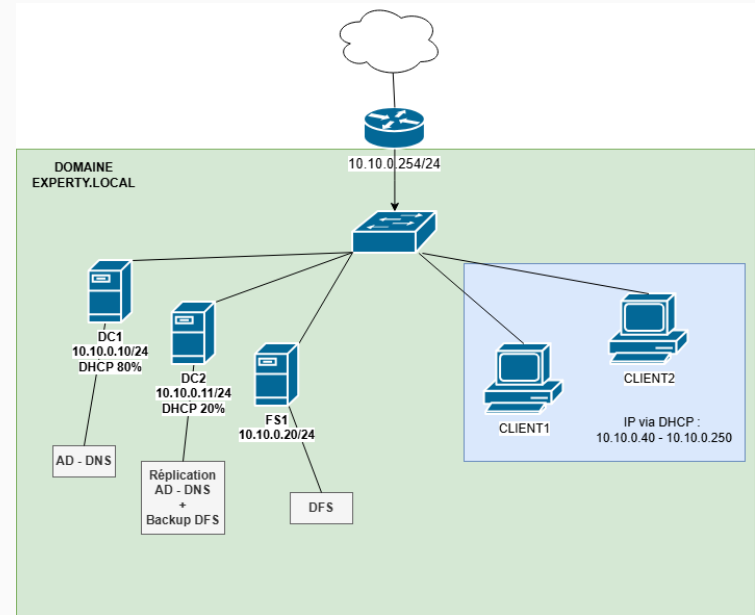 10.10.0.254/24
DOMAINE
EXPERTY.LOCAL
DC1
10.10.0.10/24
DHCP 80%
DC2
10.10.0.11/24
DHCP 20%
FS1
10.10.0.20/24
CLIENT1
CLIENT2
IP via DHCP :
10.10.0.40 - 10.10.0.250
AD - DNS
Réplication
AD - DNS
+
Backup DFS
DFS